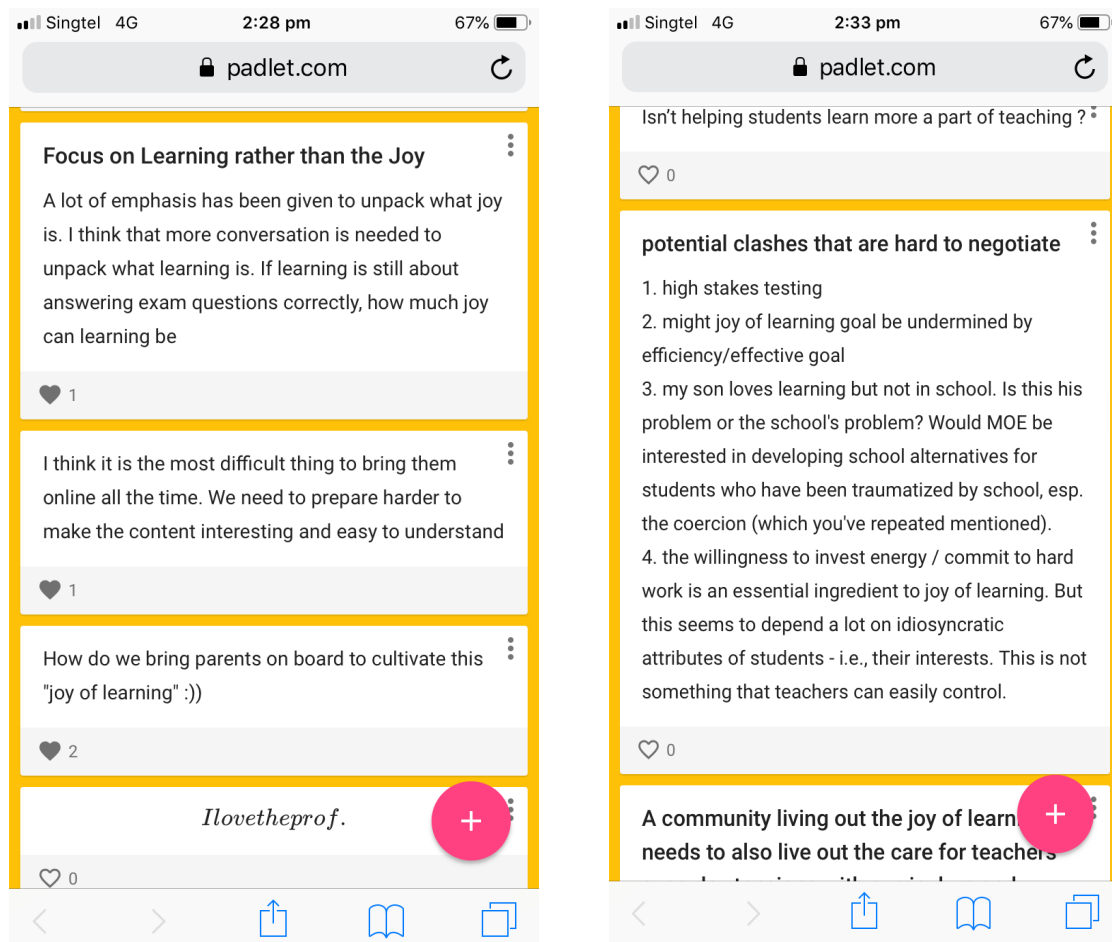 Singtel 4G 2:28 pm 67%
padlet.com
Focus on Learning rather than the Joy
A lot of emphasis has been given to unpack what joy
is. I think that more conversation is needed to
unpack what learning is. If learning is still about
answering exam questions correctly, how much joy
can learning be
1
I think it is the most difficult thing to bring them
online all the time. We need to prepare harder to
make the content interesting and easy to understand
1
How do we bring parents on board to cultivate this
"joy of learning" :))
2
Ilovetheprof.
+
0
Singtel 4G 2:33 pm 67%
padlet.com
Isn't helping students learn more a part of teaching ?
0
potential clashes that are hard to negotiate
1. high stakes testing
2. might joy of learning goal be undermined by
efficiency/effective goal
3. my son loves learning but not in school. Is this his
problem or the school's problem? Would MOE be
interested in developing school alternatives for
students who have been traumatized by school, esp.
the coercion (which you've repeated mentioned).
4. the willingness to invest energy / commit to hard
work is an essential ingredient to joy of learning. But
this seems to depend a lot on idiosyncratic
attributes of students - i.e., their interests. This is not
something that teachers can easily control.
0
+
A community living out the joy of learn
needs to also live out the care for teachers